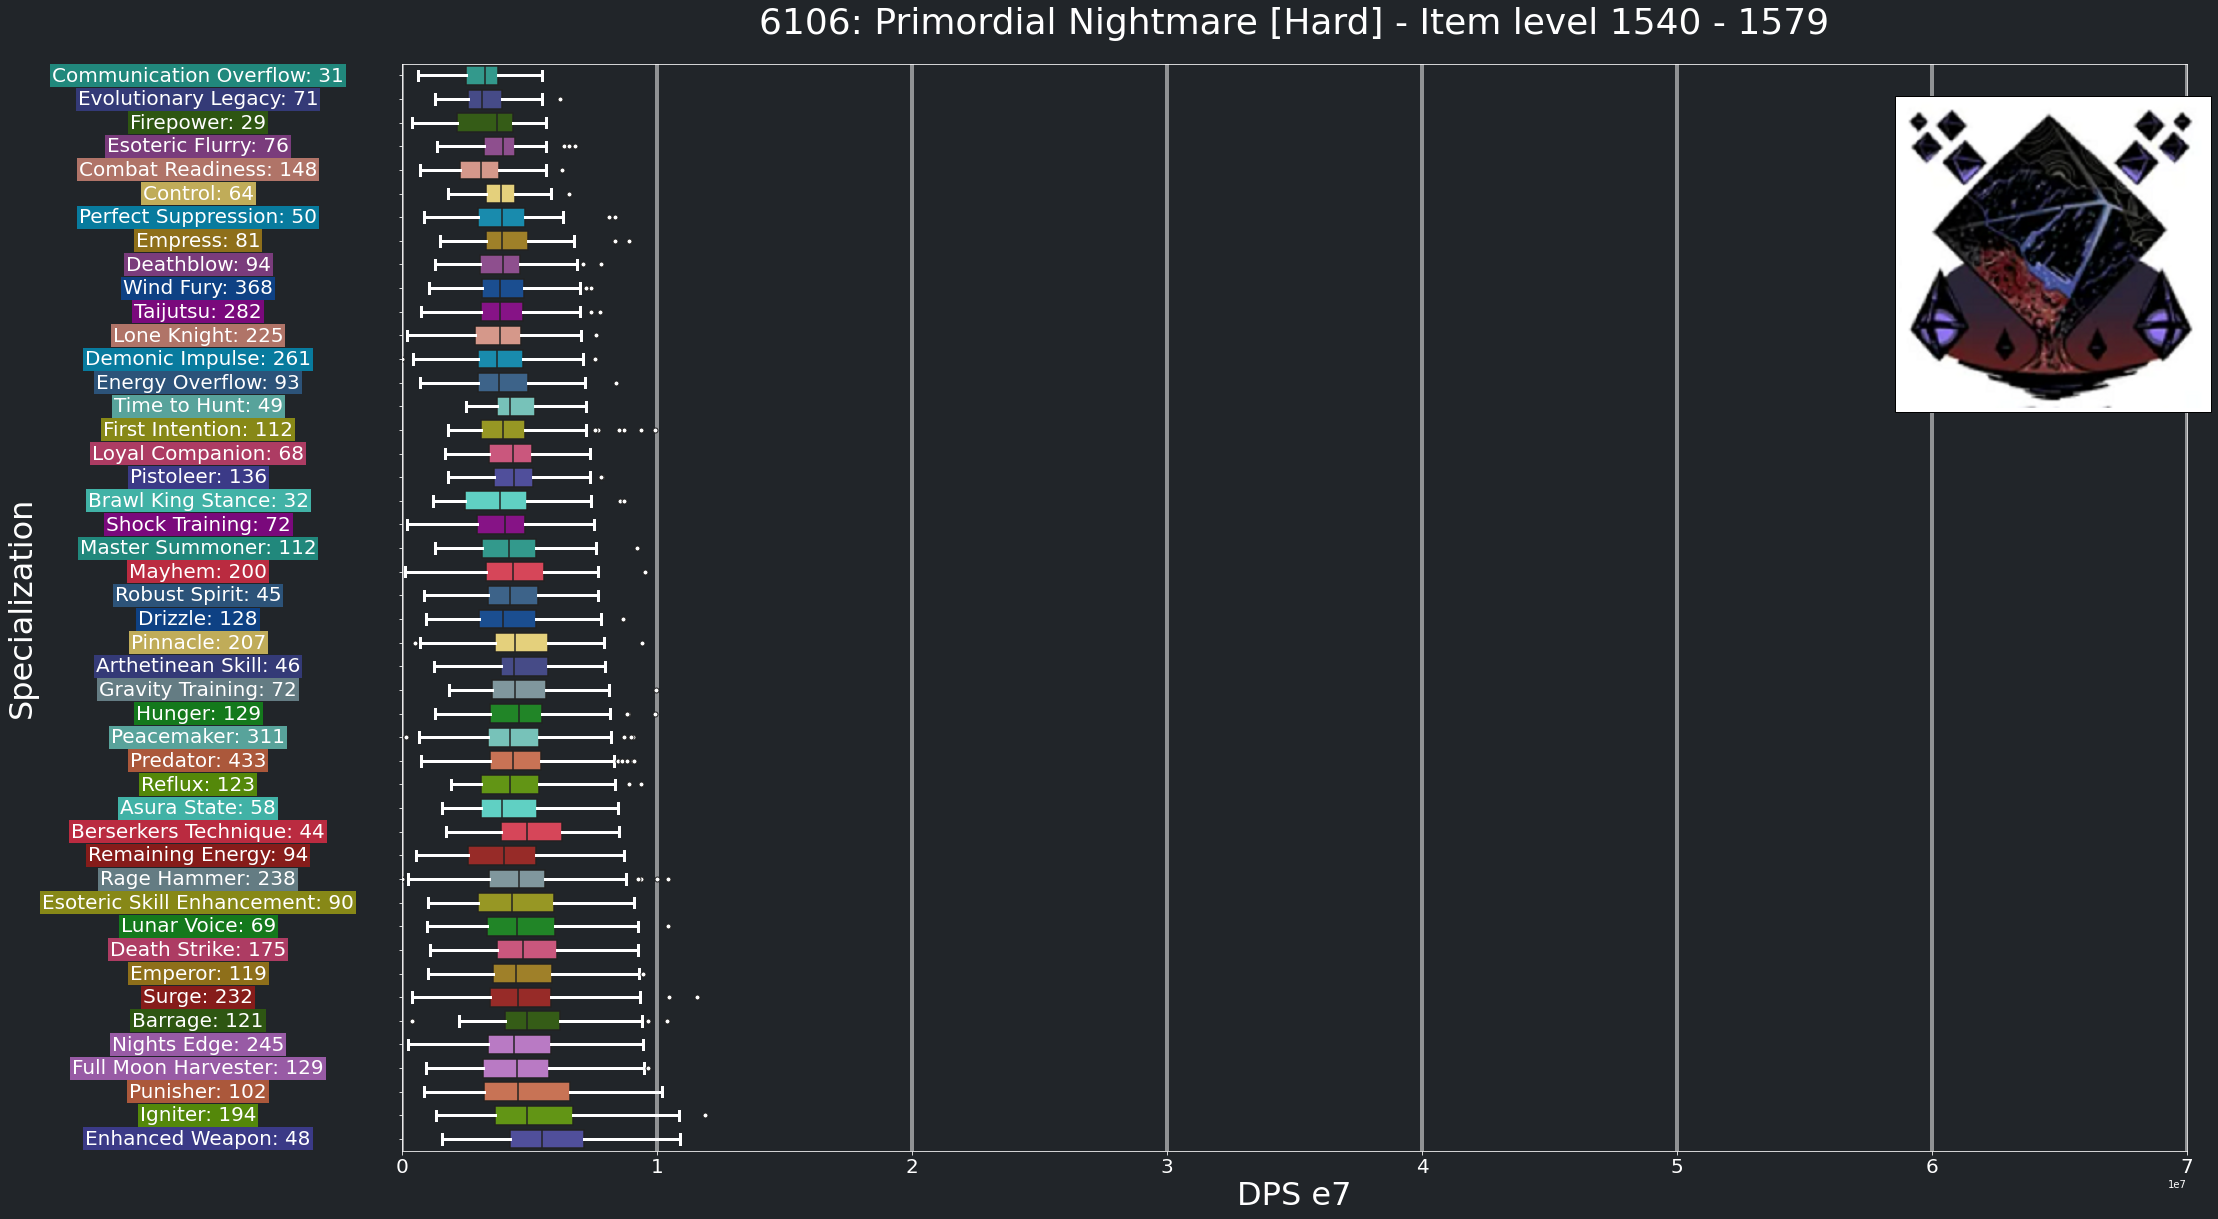 6106: Primordial Nightmare [Hard] - Item level 1540 - 1579
Specialization
Communication Overflow: 31
Evolutionary Legacy: 71
Firepower: 29
Esoteric Flurry: 76
Combat Readiness: 148
Control: 64
Perfect Suppression: 50
Empress: 81
Deathblow: 94
Wind Fury: 368
Taijutsu: 282
Lone Knight: 225
Demonic Impulse: 261
Energy Overflow: 93
Time to Hunt: 49
First Intention: 112
Loyal Companion: 68
Pistoleer: 136
Brawl King Stance: 32
Shock Training: 72
Master Summoner: 112
Mayhem: 200
Robust Spirit: 45
Drizzle: 128
Pinnacle: 207
Arthetinean Skill: 46
Gravity Training: 72
Hunger: 129
Peacemaker: 311
Predator: 433
Reflux: 123
Asura State: 58
Berserkers Technique: 44
Remaining Energy: 94
Rage Hammer: 238
Esoteric Skill Enhancement: 90
Lunar Voice: 69
Death Strike: 175
Emperor: 119
Surge: 232
Barrage: 121
Nights Edge: 245
Full Moon Harvester: 129
Punisher: 102
Igniter: 194
Enhanced Weapon: 48
0 1 2 3 4 5 6 7
1e7
DPS e7